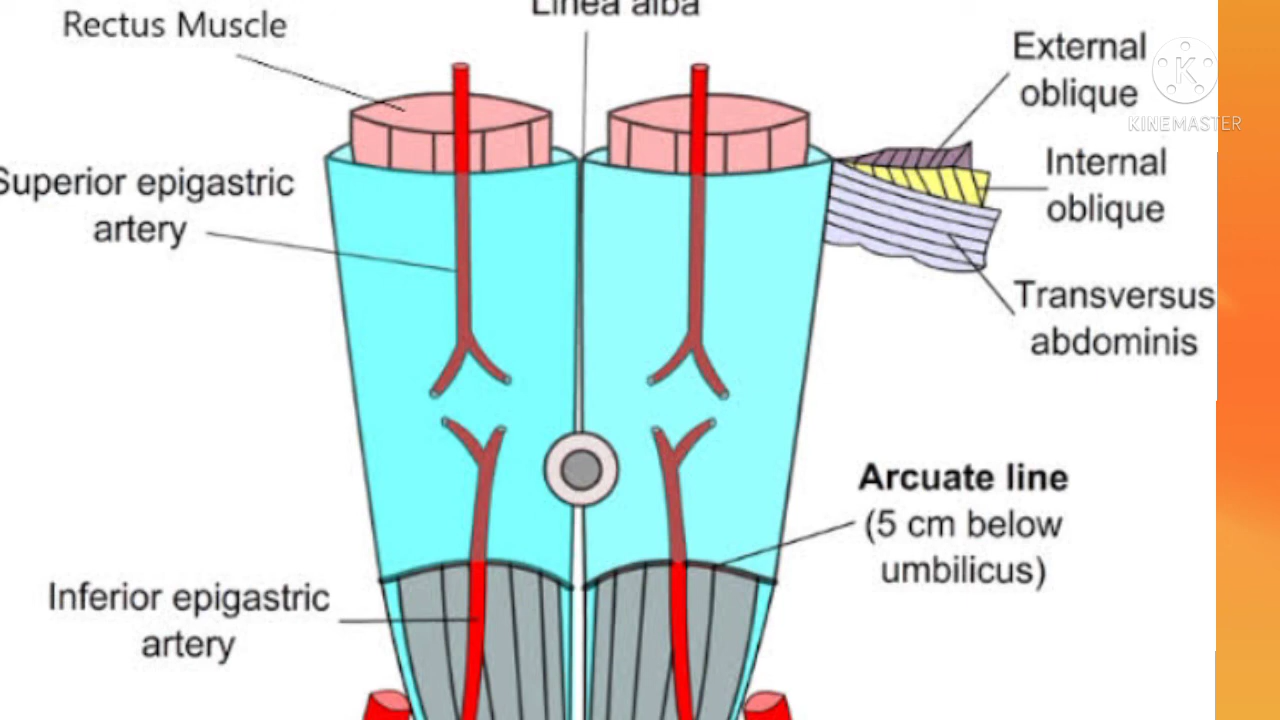 Linea alba
Rectus Muscle
External
oblique
KINEMASTER
Internal
oblique
Superior epigastric
artery
Transversus
abdominis
Arcuate line
(5 cm below
umbilicus)
Inferior epigastric
artery